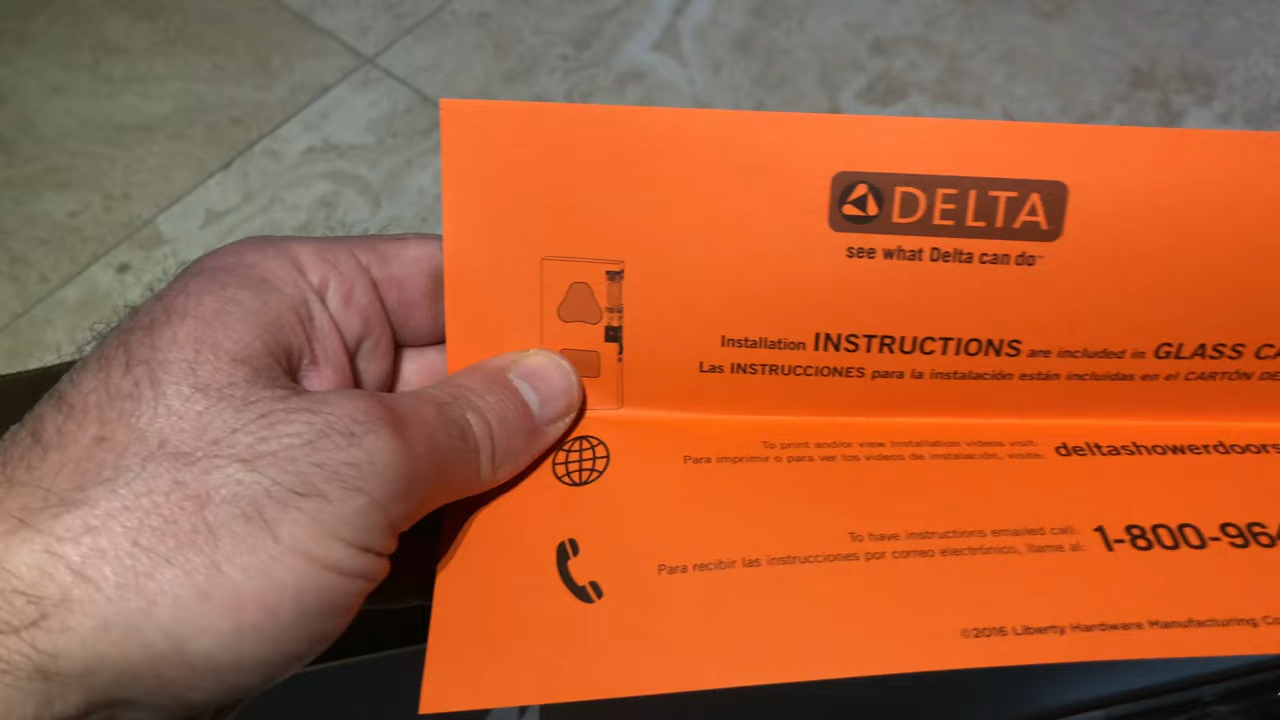 DELTA
see what Delta can do™
Installation INSTRUCTIONS are included in GLASS CA
Las INSTRUCCIONES para la instalación están incluidas en el CARTÓN DE
To print and/or view installation videos visit:
Para imprimir o para ver los videos de instalación, visite:
deltashowerdoors
To have instructions emailed call:
Para recibir las instrucciones por correo electrónico, llame al:
1-800-964
©2016 Liberty Hardware Manufacturing Co